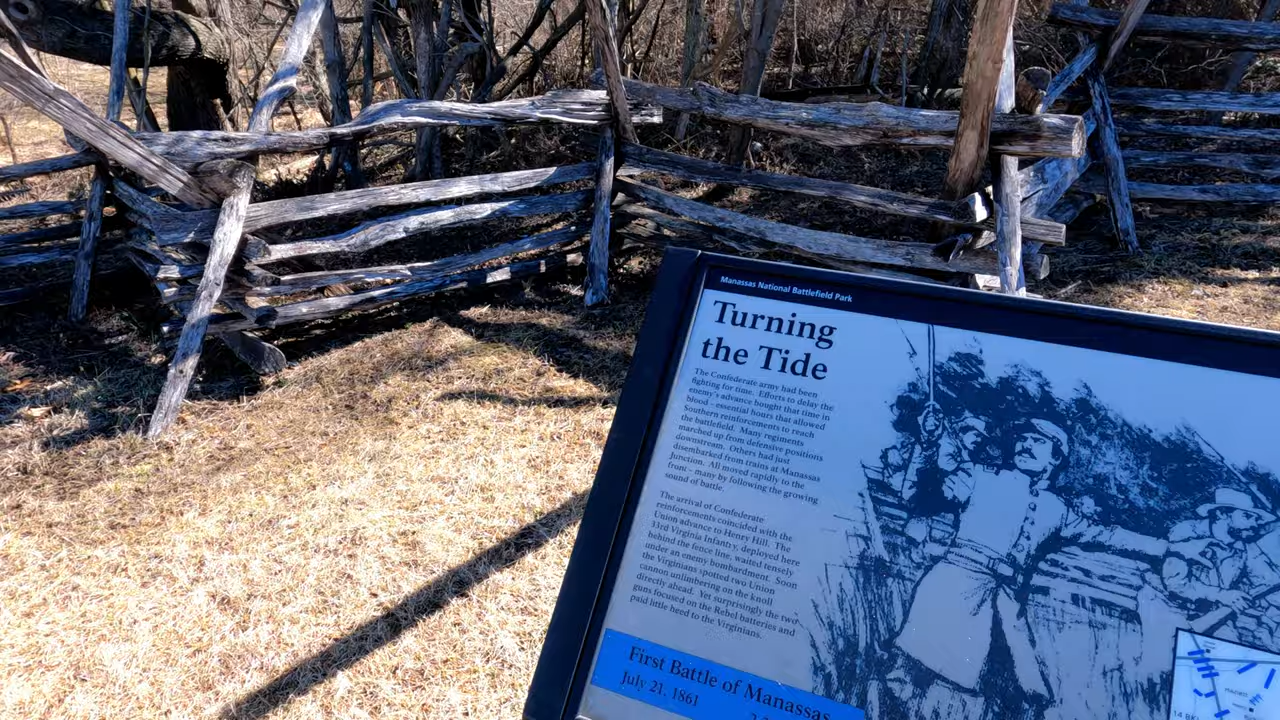 Manassas National Battlefield Park
Turning
the Tide
The Confederate army had been
fighting for time. Efforts to delay the
enemy's advance bought that time in
blood – essential hours that allowed
Southern reinforcements to reach
the battlefield. Many regiments
marched up from defensive positions
downstream. Others had just
disembarked from trains at Manassas
Junction. All moved rapidly to the
front – many by following the growing
sound of battle.
The arrival of Confederate
reinforcements coincided with the
Union advance to Henry Hill. The
33rd Virginia Infantry, deployed here
behind the fence line, waited tensely
under an enemy bombardment. Soon
the Virginians spotted two Union
cannon unlimbering on the knoll
directly ahead. Yet surprisingly the two
guns focused on the Rebel batteries and
paid little heed to the Virginians.
First Battle of Manassas
July 21, 1861